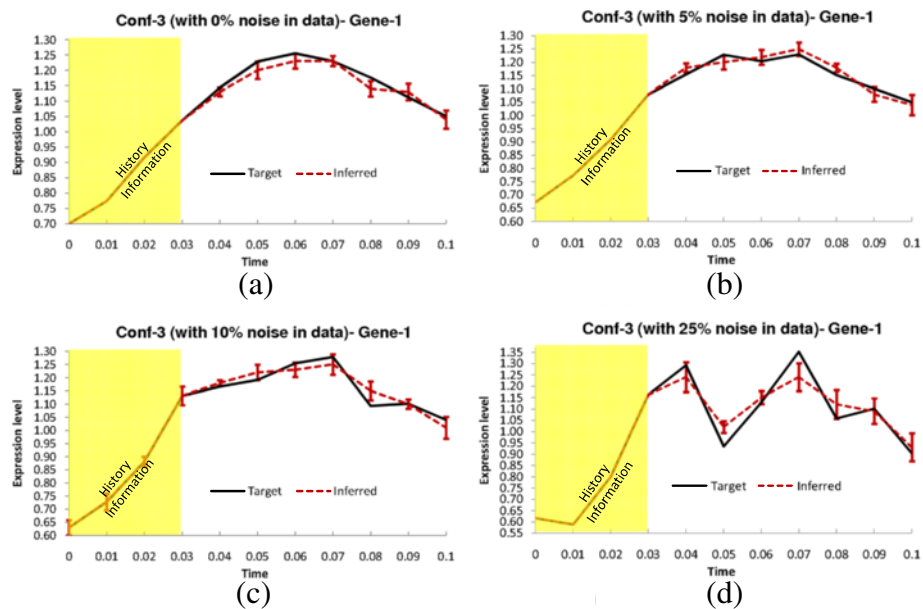 Conf-3 (with 0% noise in data)- Gene-1
Expression level
1.30
1.20
1.10
1.00
0.90
0.80
0.70
History
Information
Target
Inferred
0 0.01 0.02 0.03 0.04 0.05 0.06 0.07 0.08 0.09 0.1
Time
(a)
Conf-3 (with 5% noise in data)- Gene-1
Expression level
1.30
1.25
1.20
1.15
1.10
1.05
1.00
0.95
0.90
0.85
0.80
0.75
0.70
0.65
0.60
History
Information
Target
Inferred
0 0.01 0.02 0.03 0.04 0.05 0.06 0.07 0.08 0.09 0.1
Time
(b)
Conf-3 (with 10% noise in data)- Gene-1
Expression level
1.30
1.25
1.20
1.15
1.10
1.05
1.00
0.95
0.90
0.85
0.80
0.75
0.70
0.65
0.60
History
Information
Target
Inferred
0 0.01 0.02 0.03 0.04 0.05 0.06 0.07 0.08 0.09 0.1
Time
(c)
Conf-3 (with 25% noise in data)- Gene-1
Expression level
1.35
1.30
1.25
1.20
1.15
1.10
1.05
1.00
0.95
0.90
0.85
0.80
0.75
0.70
0.65
0.60
0.55
History
Information
Target
Inferred
0 0.01 0.02 0.03 0.04 0.05 0.06 0.07 0.08 0.09 0.1
Time
(d)